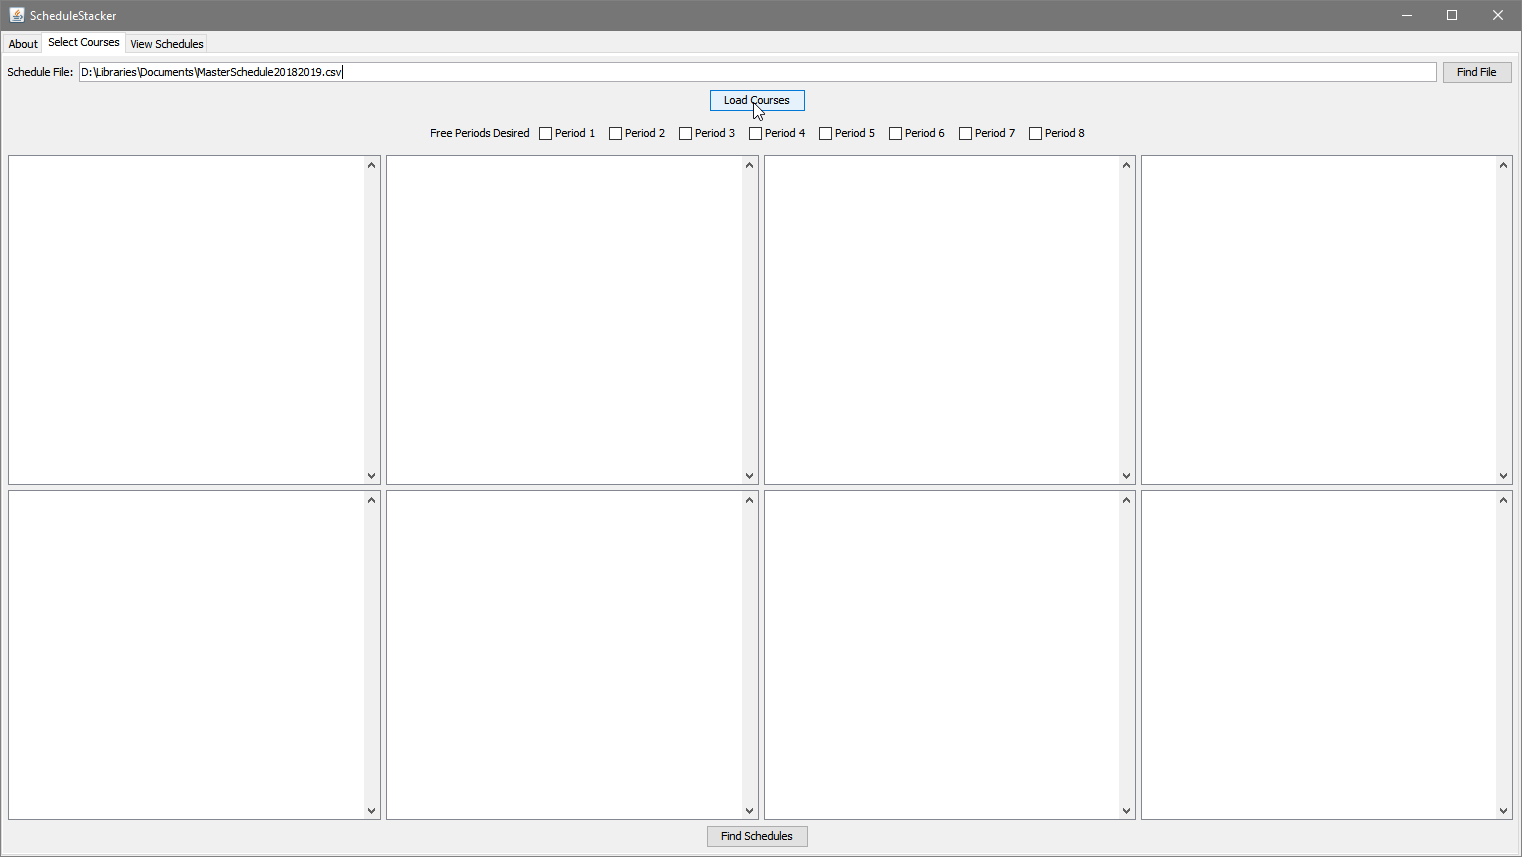 ScheduleStacker
About Select Courses View Schedules
Schedule File: D:\Libraries\Documents\MasterSchedule20182019.csv Find File
Load Courses
Free Periods Desired Period 1 Period 2 Period 3 Period 4 Period 5 Period 6 Period 7 Period 8
Find Schedules